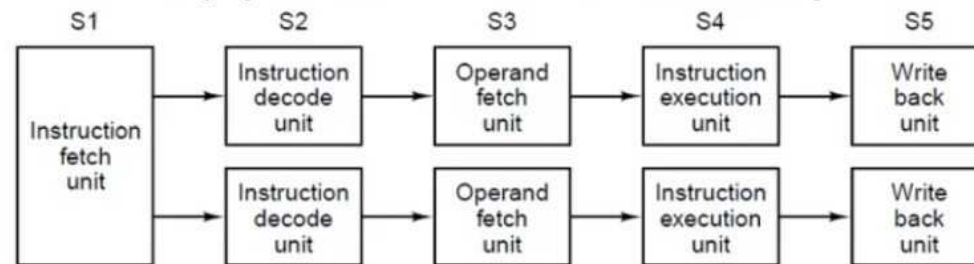 S1
S2
S3
S4
S5
Instruction
fetch
unit
Instruction
decode
unit
Operand
fetch
unit
Instruction
execution
unit
Write
back
unit
Instruction
decode
unit
Operand
fetch
unit
Instruction
execution
unit
Write
back
unit